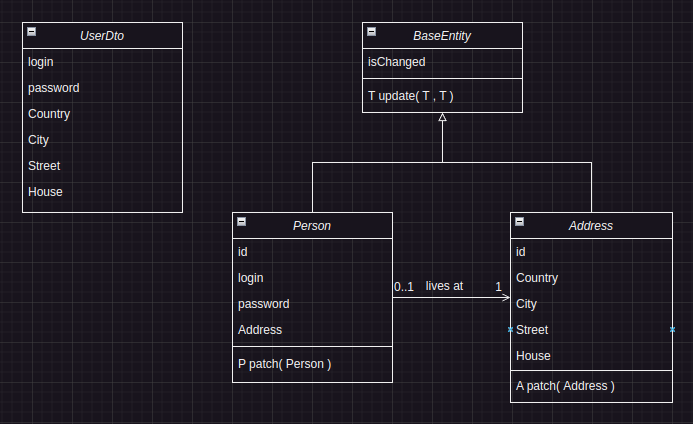 UserDto
login
password
Country
City
Street
House
BaseEntity
isChanged
T update( T , T )
Person
id
login
password
Address
P patch( Person )
0..1 lives at 1
Address
id
Country
City
Street
House
A patch( Address )